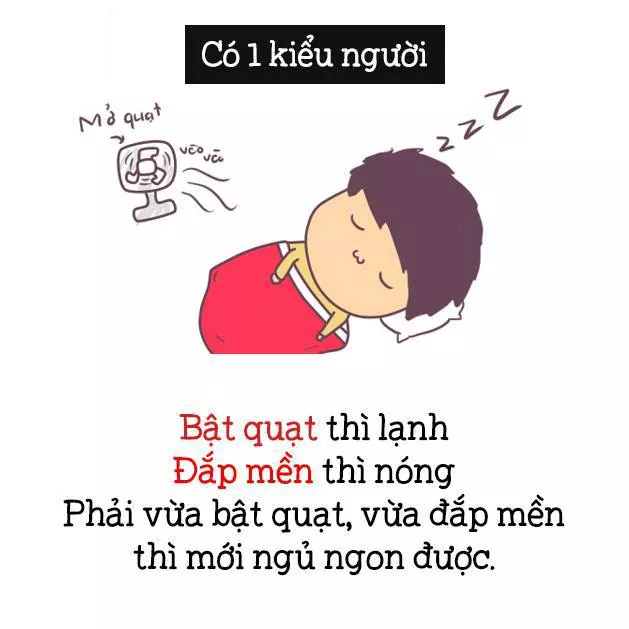 Có 1 kiểu người
z z z
Mở quạt
vèo vèo
Bật quạt thì lạnh
Đắp mền thì nóng
Phải vừa bật quạt, vừa đắp mền
thì mới ngủ ngon được.